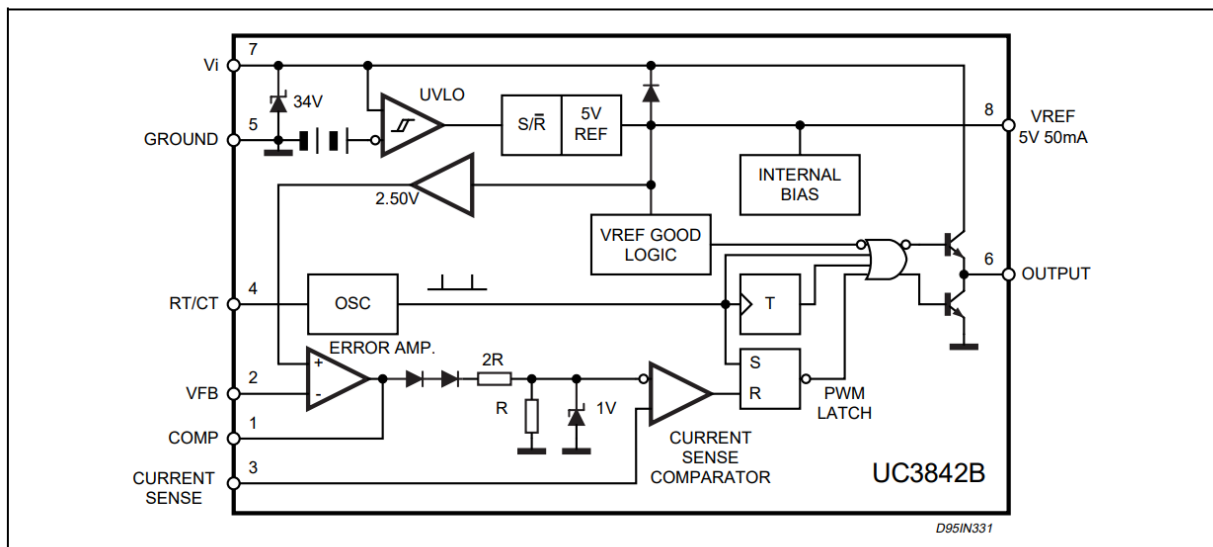 7
Vi
34V
UVLO
5
GROUND
S/R̅
5V
REF
8
VREF
5V 50mA
INTERNAL
BIAS
2.50V
VREF GOOD
LOGIC
6
OUTPUT
4
RT/CT
OSC
T
ERROR AMP.
+
-
2R
R
1V
S
R
PWM
LATCH
2
VFB
1
COMP
3
CURRENT
SENSE
CURRENT
SENSE
COMPARATOR
UC3842B
D95IN331